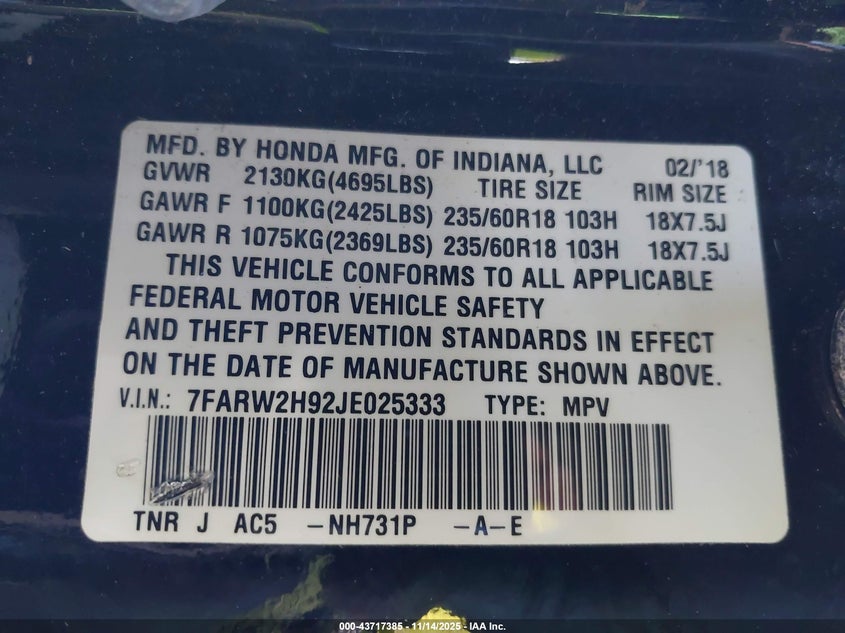 MFD. BY HONDA MFG. OF INDIANA, LLC 02/'18
GVWR 2130KG(4695LBS) TIRE SIZE RIM SIZE
GAWR F 1100KG(2425LBS) 235/60R18 103H 18X7.5J
GAWR R 1075KG(2369LBS) 235/60R18 103H 18X7.5J
THIS VEHICLE CONFORMS TO ALL APPLICABLE
FEDERAL MOTOR VEHICLE SAFETY
AND THEFT PREVENTION STANDARDS IN EFFECT
ON THE DATE OF MANUFACTURE SHOWN ABOVE.
V.I.N.: 7FARW2H92JE025333 TYPE: MPV
TNR J AC5 -NH731P -A-E
000-43717385 - 11/14/2025 - IAA Inc.